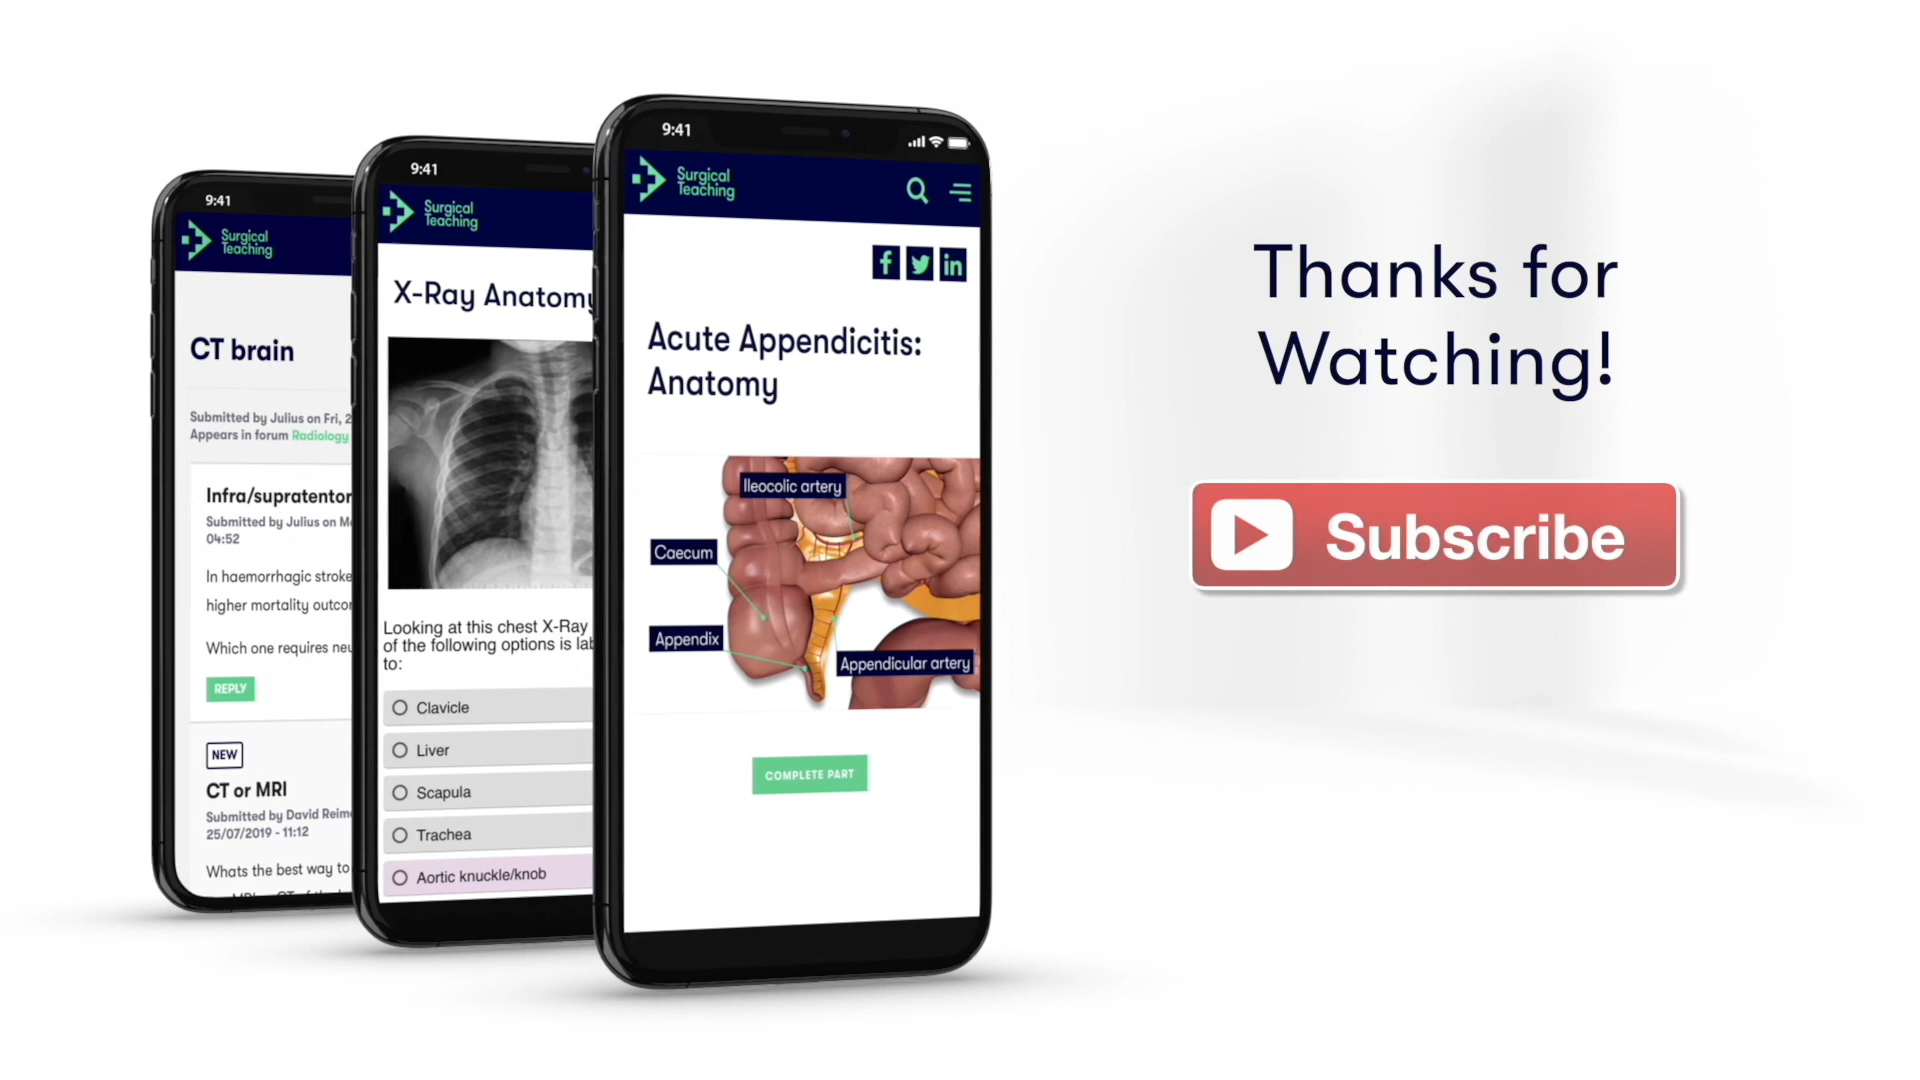 9:41
Surgical
Teaching
CT brain
Submitted by Julius on Fri, 2
Appears in forum Radiology
Infra/supratentor
Submitted by Julius on M
04:52
In haemorrhagic stroke
higher mortality outco
Which one requires neu
REPLY
NEW
CT or MRI
Submitted by David Reim
25/07/2019 - 11:12
Whats the best way to
9:41
Surgical
Teaching
X-Ray Anatomy
Looking at this chest X-Ray
of the following options is lab
to:
Clavicle
Liver
Scapula
Trachea
Aortic knuckle/knob
9:41
Surgical
Teaching
f
in
Acute Appendicitis:
Anatomy
Ileocolic artery
Caecum
Appendix
Appendicular artery
COMPLETE PART
Thanks for
Watching!
Subscribe